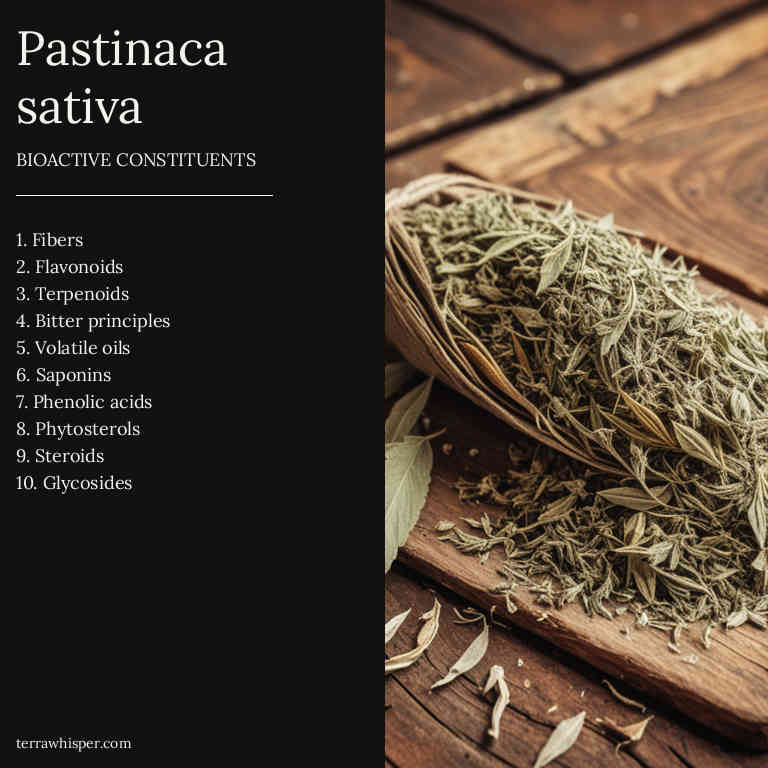 Pastinaca
sativa
BIOACTIVE CONSTITUENTS
1. Fibers
2. Flavonoids
3. Terpenoids
4. Bitter principles
5. Volatile oils
6. Saponins
7. Phenolic acids
8. Phytosterols
9. Steroids
10. Glycosides
terrawhisper.com